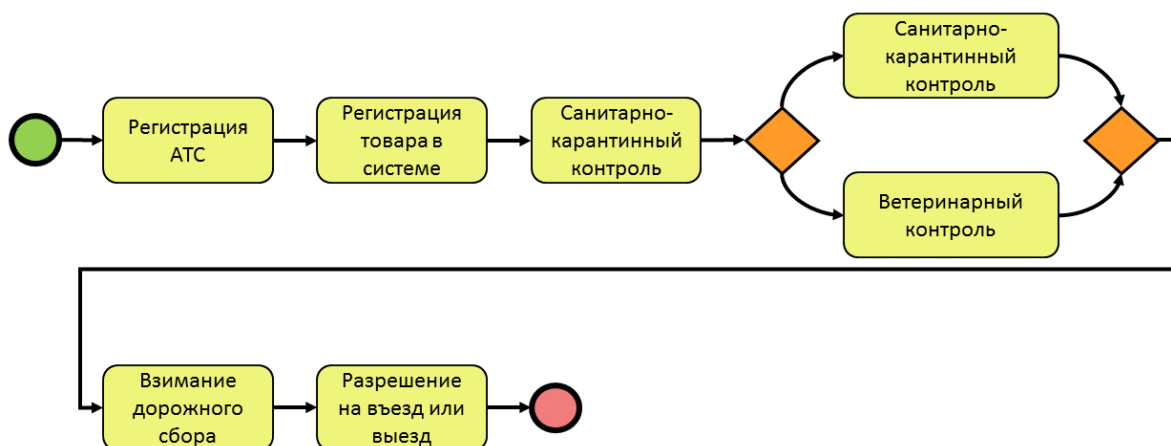 Регистрация
АТС
Регистрация
товара в
системе
Санитарно-
карантинный
контроль
Санитарно-
карантинный
контроль
Ветеринарный
контроль
Взимание
дорожного
сбора
Разрешение
на въезд или
выезд